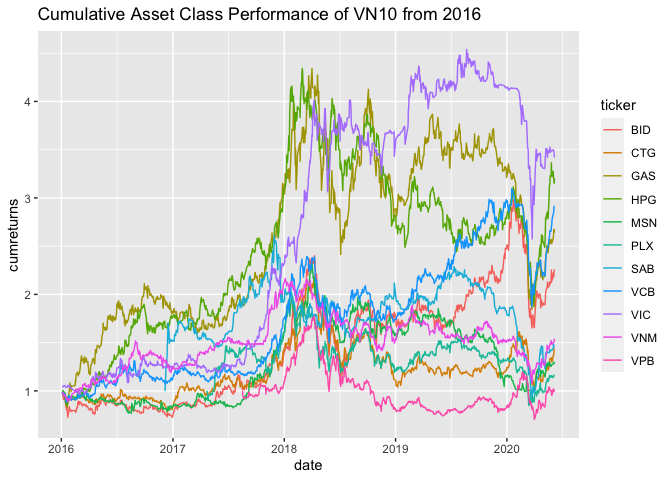 Cumulative Asset Class Performance of VN10 from 2016
cumreturns
4
3
2
1
2016
2017
2018
2019
2020
date
ticker
BID
CTG
GAS
HPG
MSN
PLX
SAB
VCB
VIC
VNM
VPB